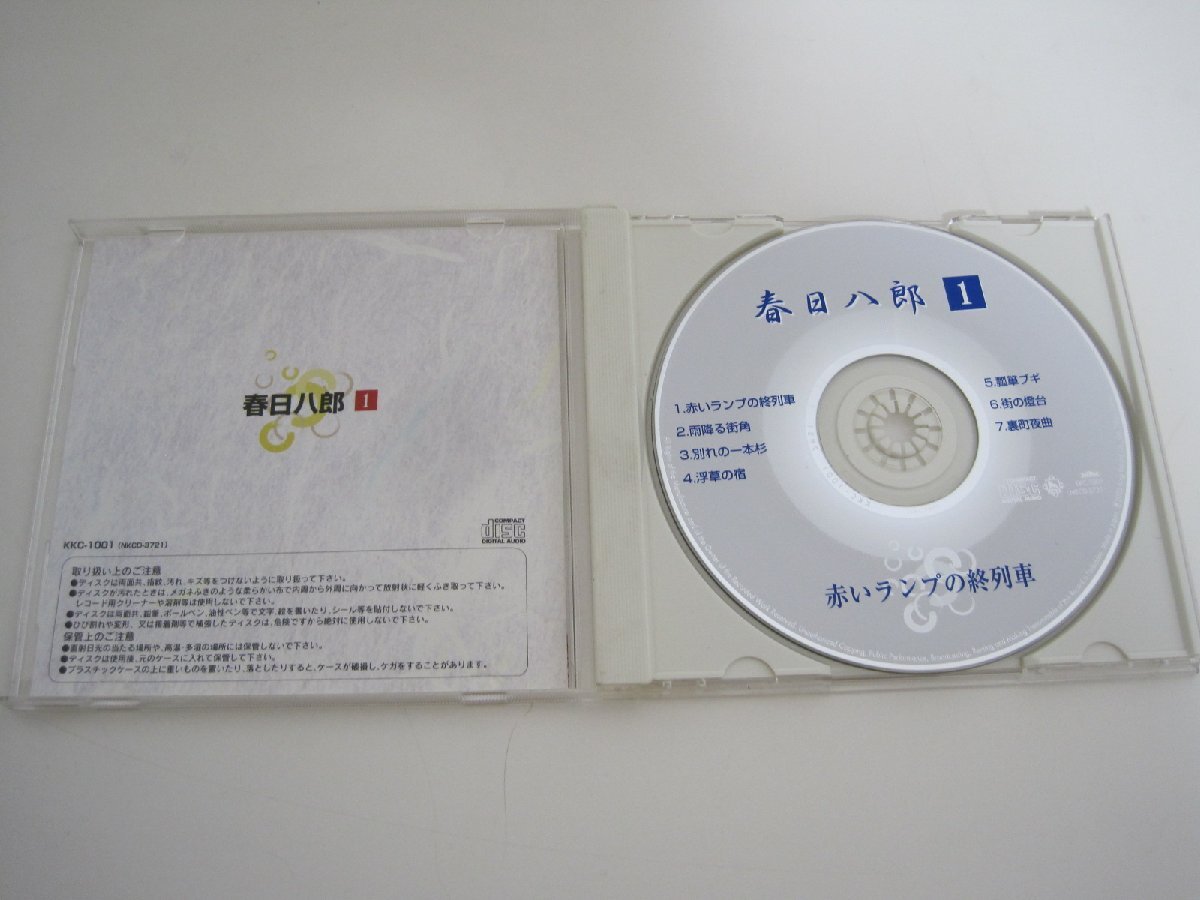 春日八郎 1
KKC-1001 (NKCD-3721)
COMPACT
disc
DIGITAL AUDIO
取り扱い上のご注意
●ディスクは両面共、指紋、汚れ、キズ等をつけないように取り扱って下さい。
●ディスクが汚れたときは、メガネふきのような柔らかい布で内周から外周に向かって放射状に軽くふき取って下さい。
レコード用クリーナーや溶剤等は使用しないで下さい。
●ディスクは両面共、鉛筆、ボールペン、油性ペン等で文字、絵を書いたり、シール等を貼付しないで下さい。
●ひび割れや変形、又は接着剤等で補強したディスクは、危険ですから絶対に使用しないで下さい。
保管上のご注意
●直射日光の当たる場所や、高温・多湿の場所には保管しないで下さい。
●ディスクは使用後、元のケースに入れて保管して下さい。
●プラスチックケースの上に重いものを置いたり、落としたりすると、ケースが破損し、ケガをすることがあります。
春日八郎 1
1.赤いランプの終列車
2.雨降る街角
3.別れの一本杉
4.浮草の宿
5.瓢箪ブギ
6.街の燈台
7.裏町夜曲
赤いランプの終列車